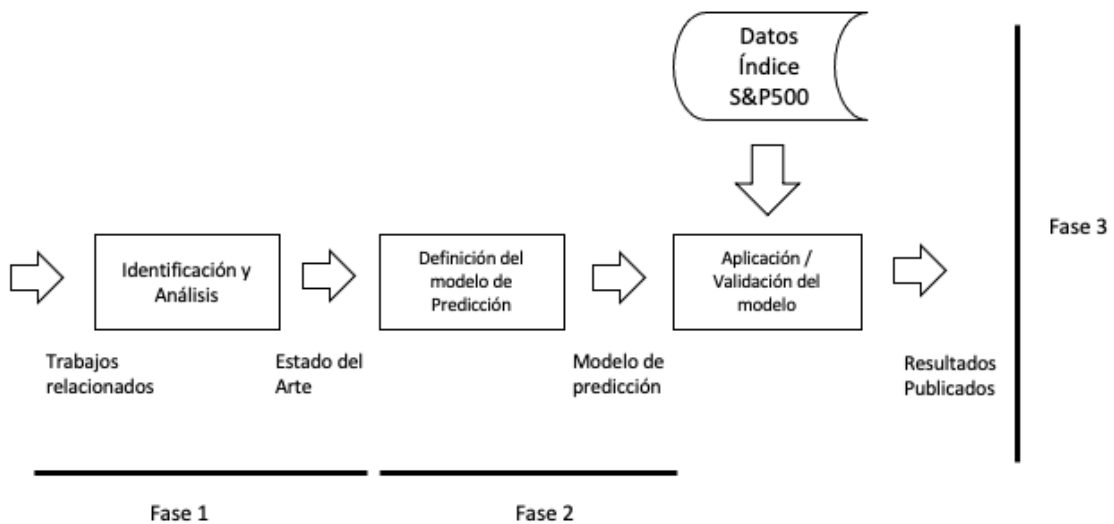 Datos
Índice
S&P500
Fase 3
Identificación y
Análisis
Definición del
modelo de
Predicción
Aplicación /
Validación del
modelo
Trabajos
relacionados
Estado del
Arte
Modelo de
predicción
Resultados
Publicados
Fase 1
Fase 2